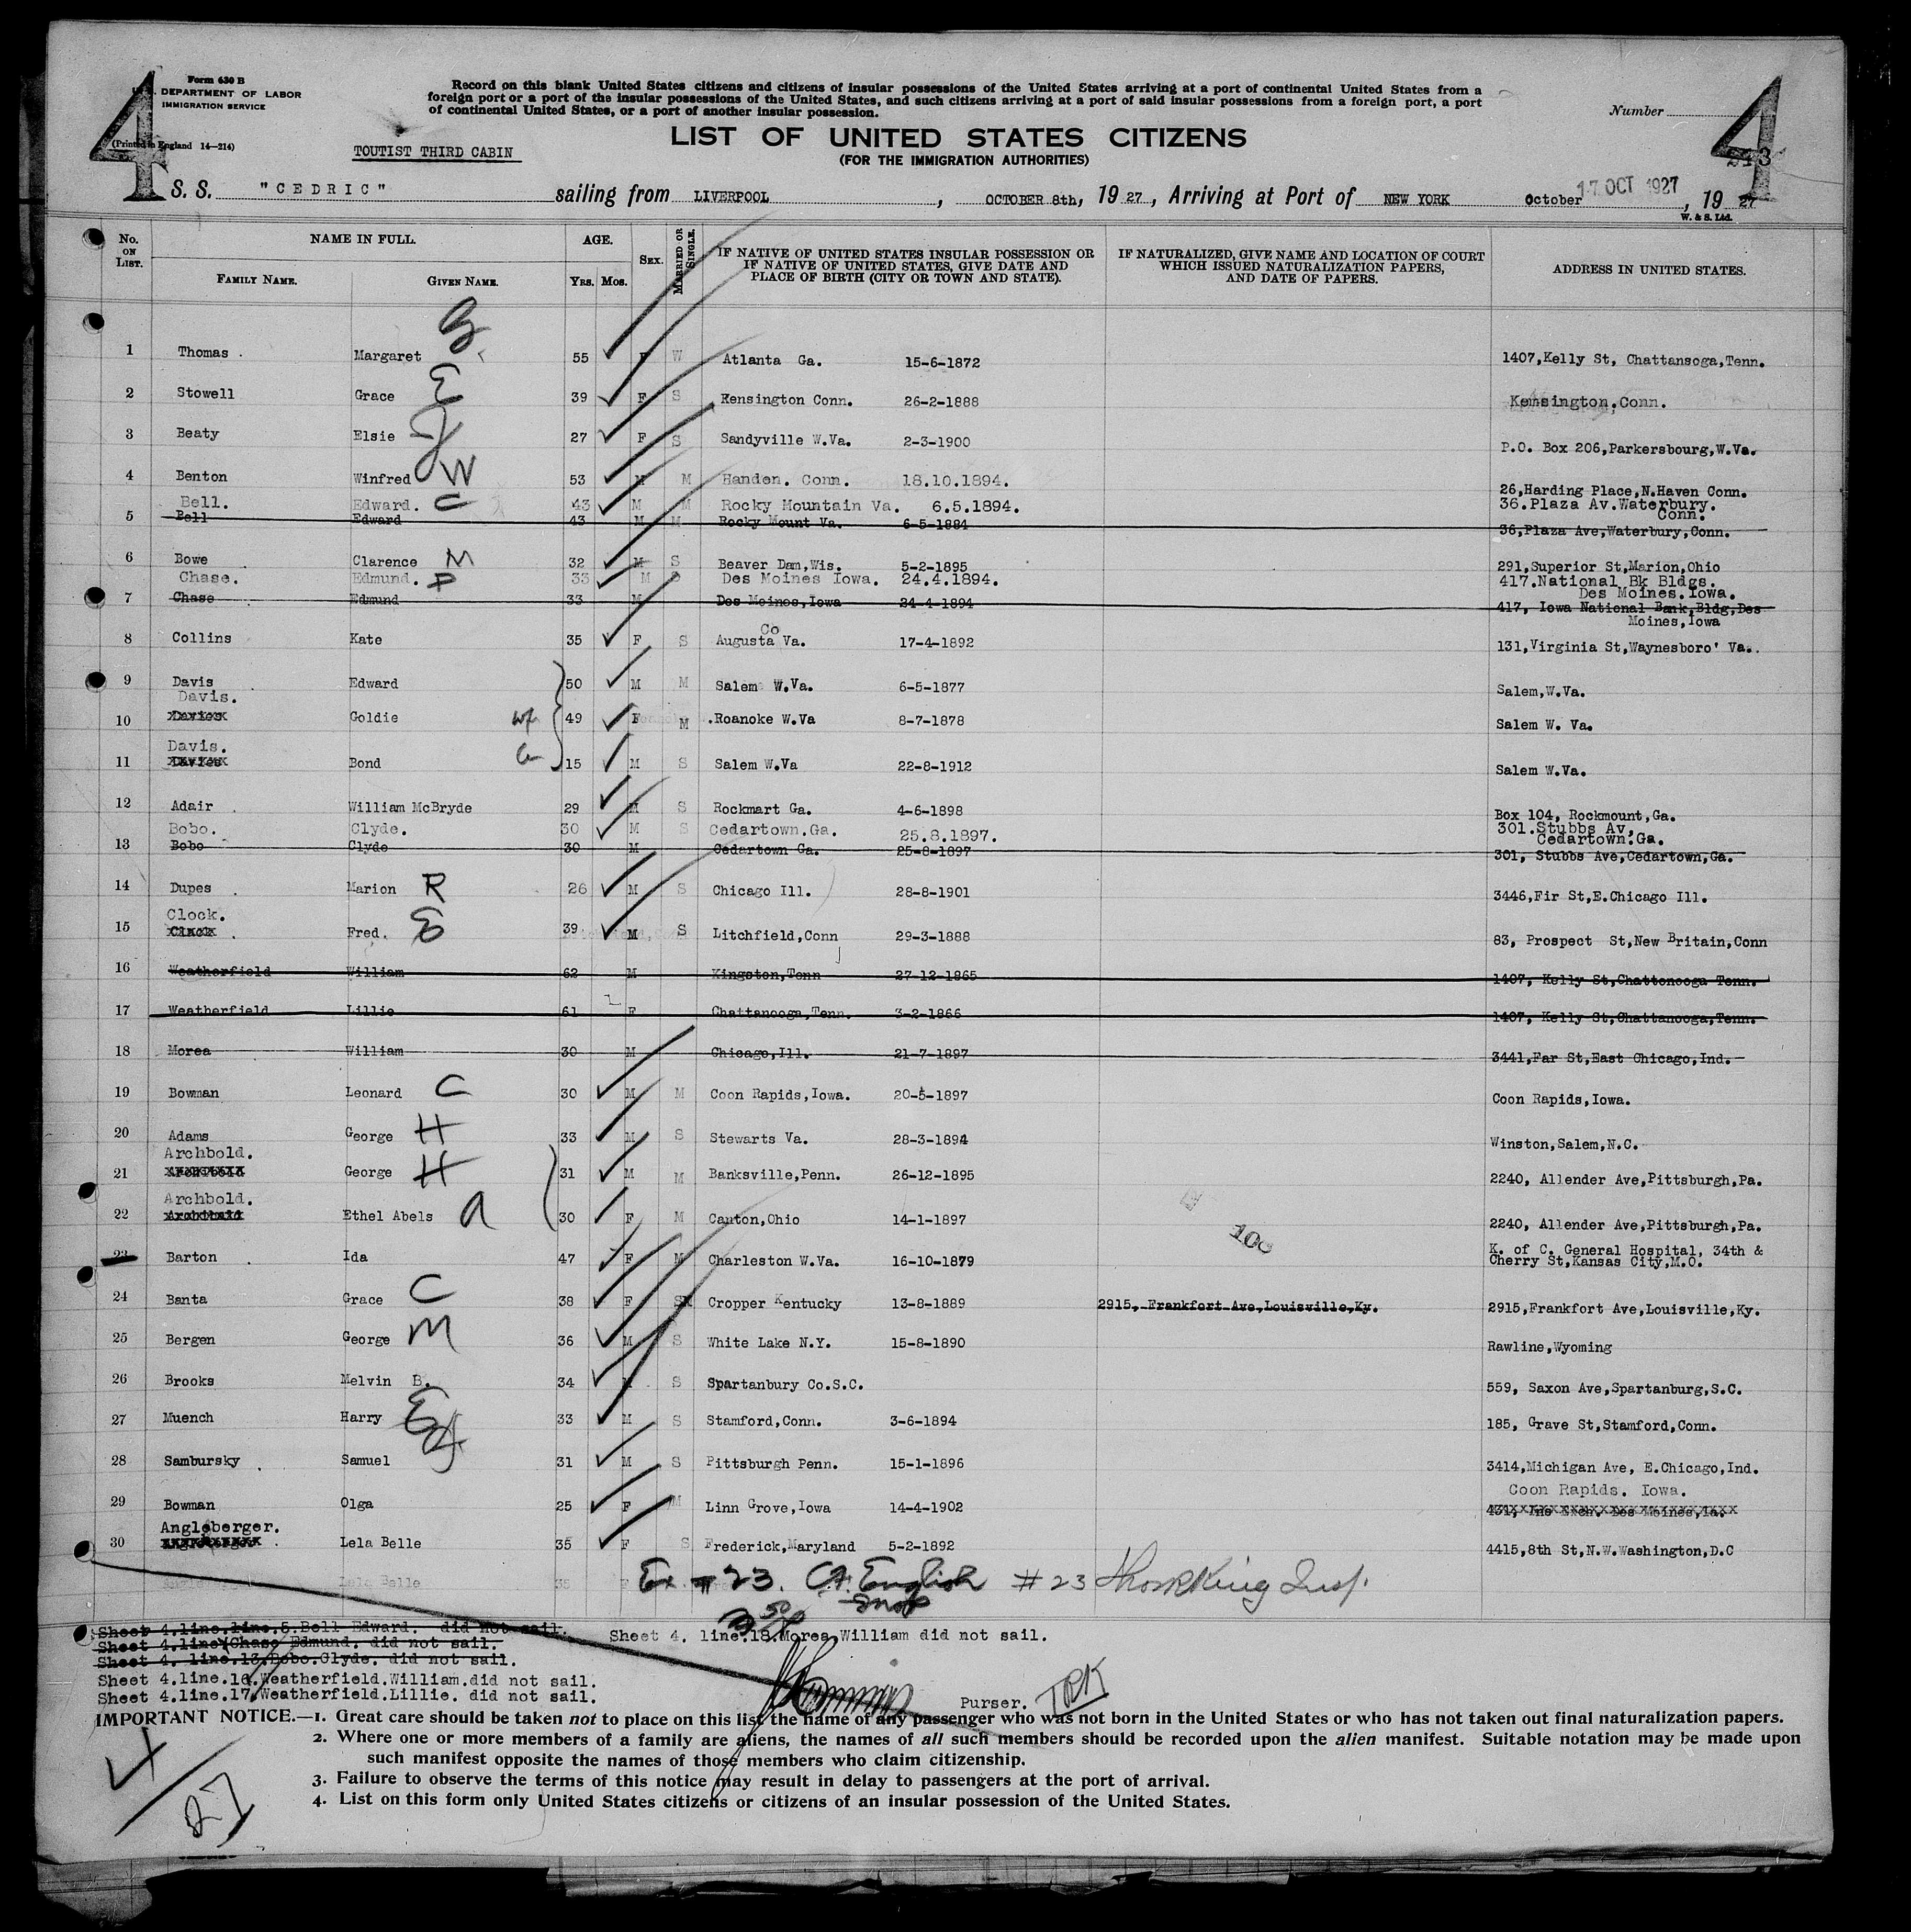 Form 630 B
DEPARTMENT OF LABOR
IMMIGRATION SERVICE
(Printed in England 14—214)
4
4
Record on this blank United States citizens and citizens of insular possessions of the United States arriving at a port of continental United States from a
foreign port or a port of the insular possessions of the United States, and such citizens arriving at a port of said insular possessions from a foreign port, a port
of continental United States, or a port of another insular possession.
Number
LIST OF UNITED STATES CITIZENS
(FOR THE IMMIGRATION AUTHORITIES)
TOUTIST THIRD CABIN
S. S. "CEDRIC" sailing from LIVERPOOL, OCTOBER 8th, 1927, Arriving at Port of NEW YORK October 17 OCT 1927, 1927
W. & S. Ltd.
No. ON LIST. NAME IN FULL. FAMILY NAME. GIVEN NAME. AGE. YRS. MOS. SEX. MARRIED OR SINGLE. IF NATIVE OF UNITED STATES INSULAR POSSESSION OR IF NATIVE OF UNITED STATES, GIVE DATE AND PLACE OF BIRTH (CITY OR TOWN AND STATE). IF NATURALIZED, GIVE NAME AND LOCATION OF COURT WHICH ISSUED NATURALIZATION PAPERS, AND DATE OF PAPERS. ADDRESS IN UNITED STATES.
1 Thomas Margaret 55 F W Atlanta Ga. 15-6-1872 1407,Kelly St, Chattansoga,Tenn.
2 Stowell Grace E 39 F S Kensington Conn. 26-2-1888 Kensington.Conn.
3 Beaty Elsie J 27 F S Sandyville W.Va. 2-3-1900 P.O. Box 206,Parkersbourg,W.Va.
4 Benton Winfred W 53 M M Handen. Conn. 18.10.1894. 26,Harding Place,N.Haven Conn.
Bell. Edward. C 43 M M Rocky Mountain Va. 6.5.1894. 36.Plaza Av.Waterbury. Conn.
5 Bell Edward 43 M M Rocky Mount Va. 6-5-1884 36,Plaza Ave,Waterbury,Conn.
6 Bowe Clarence M 32 M S Beaver Dam,Wis. 5-2-1895 291,Superior St,Marion,Ohio
Chase. Edmund. P 33 M S Des Moines Iowa. 24.4.1894. 417.National Bk Bldgs. Des Moines.Iowa.
7 Chase Edmund 33 M Des Moines,Iowa 24-4-1894 417, Iowa National Bank,Bldg,Des Moines,Iowa
8 Collins Kate 35 F S Augusta Co Va. 17-4-1892 131,Virginia St,Waynesboro' Va.
9 Davis Edward 50 M M Salem W.Va. 6-5-1877 Salem,W.Va.
Davis.
10 Davies Goldie wf 49 F M .Roanoke W.Va 8-7-1878 Salem W. Va.
Davis.
11 Davies Bond 15 M S Salem W.Va 22-8-1912 Salem W.Va.
12 Adair William McBryde 29 M S Rockmart Ga. 4-6-1898 Box 104, Rockmount,Ga.
Bobo. Clyde. 30 M S Cedartown.Ga. 25.8.1897. 301.Stubbs Av, Cedartown.Ga.
13 Bobo Clyde 30 M Cedartown Ga. 25-8-1897 301, Stubbs Ave,Cedartown,Ga.
14 Dupes Marion R 26 M S Chicago Ill. 28-8-1901 3446,Fir St,E.Chicago Ill.
Clock.
15 Fred. E 39 M S Litchfield,Conn 29-3-1888 83, Prospect St,New Britain,Conn
16 Weatherfield William 62 M Kingston,Tenn 27-12-1865 1407, Kelly St,Chattonooga Tenn.
17 Weatherfield Lillie 61 F Chattanooga,Tenn. 3-2-1866 1407, Kelly St,Chattanooga,Tenn.
18 Morea William 30 M Chicago,Ill. 21-7-1897 3441,Far St,East Chicago,Ind.
19 Bowman Leonard C 30 M M Coon Rapids,Iowa. 20-5-1897 Coon Rapids,Iowa.
20 Adams George H 33 M S Stewarts Va. 28-3-1894 Winston,Salem,N.C.
Archbold.
21 George H 31 M M Banksville,Penn. 26-12-1895 2240, Allender Ave,Pittsburgh,Pa.
Archbold.
22 Ethel Abels A 30 F M Canton,Ohio 14-1-1897 2240, Allender Ave,Pittsburgh,Pa.
100
23 Barton Ida 47 F M Charleston W.Va. 16-10-1879 K. of C. General Hospital, 34th & Cherry St,Kansas City,M.O.
24 Banta Grace C 38 F S Cropper Kentucky 13-8-1889 2915, Frankfort Ave,Louisville,Ky. 2915,Frankfort Ave,Louisville,Ky.
25 Bergen George M 36 M S White Lake N.Y. 15-8-1890 Rawline,Wyoming
26 Brooks Melvin B. 34 M S Spartanbury Co.S.C. 559, Saxon Ave,Spartanburg,S.C.
27 Muench Harry E 33 M S Stamford,Conn. 3-6-1894 185, Grave St,Stamford,Conn.
28 Sambursky Samuel 31 M S Pittsburgh Penn. 15-1-1896 3414,Michigan Ave, E.Chicago,Ind.
Coon Rapids. Iowa.
29 Bowman Olga 25 F M Linn Grove,Iowa 14-4-1902 431, Ins Exch. Des Moines,Ia.
Angleberger.
30 Lela Belle 35 F S Frederick,Maryland 5-2-1892 4415,8th St,N.W.Washington,D.C
Lela Belle 35 F
Ex # 23. English Insp # 23 King Insp.
Sheet 4.line.line.5.Bell Edward. did not sail.
Sheet 4.line.7Chase Edmund. did not sail.
Sheet 4. line.13.Bobo.Clyde. did not sail.
Sheet 4.line.16.Weatherfield.William.did not sail.
Sheet 4.line.17.Weatherfield.Lillie. did not sail.
Sheet 4. line.18.Morea William did not sail.
Purser. TRK
IMPORTANT NOTICE.—1. Great care should be taken not to place on this list the name of any passenger who was not born in the United States or who has not taken out final naturalization papers.
2. Where one or more members of a family are aliens, the names of all such members should be recorded upon the alien manifest. Suitable notation may be made upon
such manifest opposite the names of those members who claim citizenship.
3. Failure to observe the terms of this notice may result in delay to passengers at the port of arrival.
4. List on this form only United States citizens or citizens of an insular possession of the United States.
4/27